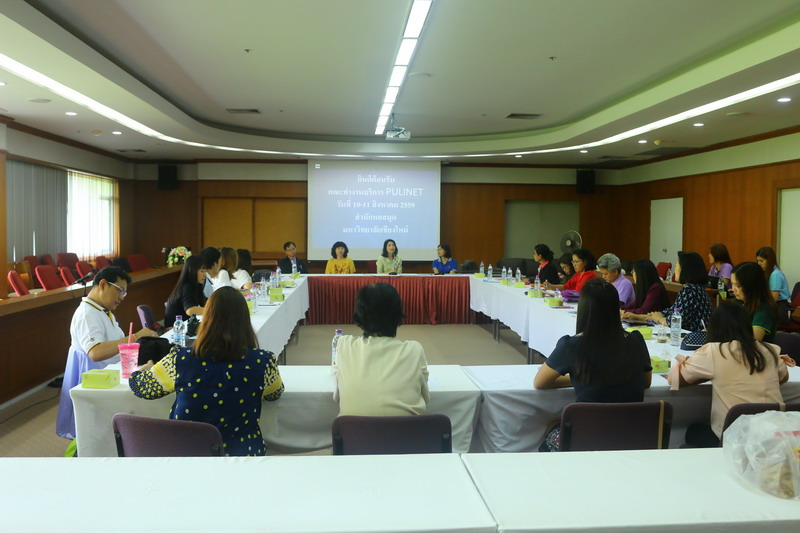 ยินดีต้อนรับ
คณะทำงานบริการ PULINET
วันที่ 10-11 สิงหาคม 2559
สำนักหอสมุด
มหาวิทยาลัยเชียงใหม่